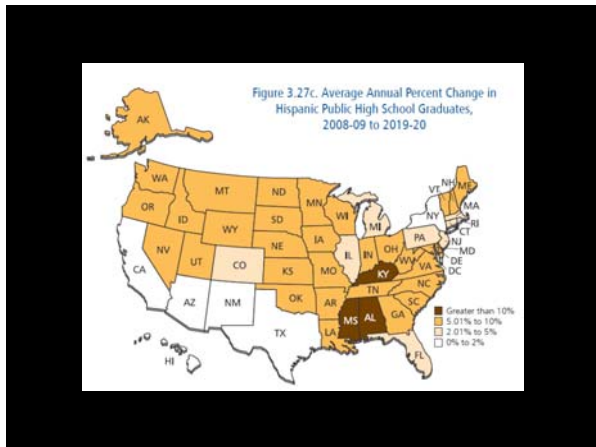 Figure 3.27c. Average Annual Percent Change in
Hispanic Public High School Graduates,
2008-09 to 2019-20
AK
WA
MT
ND
MN
VT
NH
ME
OR
ID
WY
SD
WI
MI
NY
MA
RI
CT
NV
UT
CO
NE
IA
IL
IN
OH
PA
NJ
MD
DE
DC
CA
AZ
NM
KS
MO
KY
WV
VA
OK
AR
TN
NC
SC
TX
LA
MS
AL
GA
FL
HI
Greater than 10%
5.01% to 10%
2.01% to 5%
0% to 2%